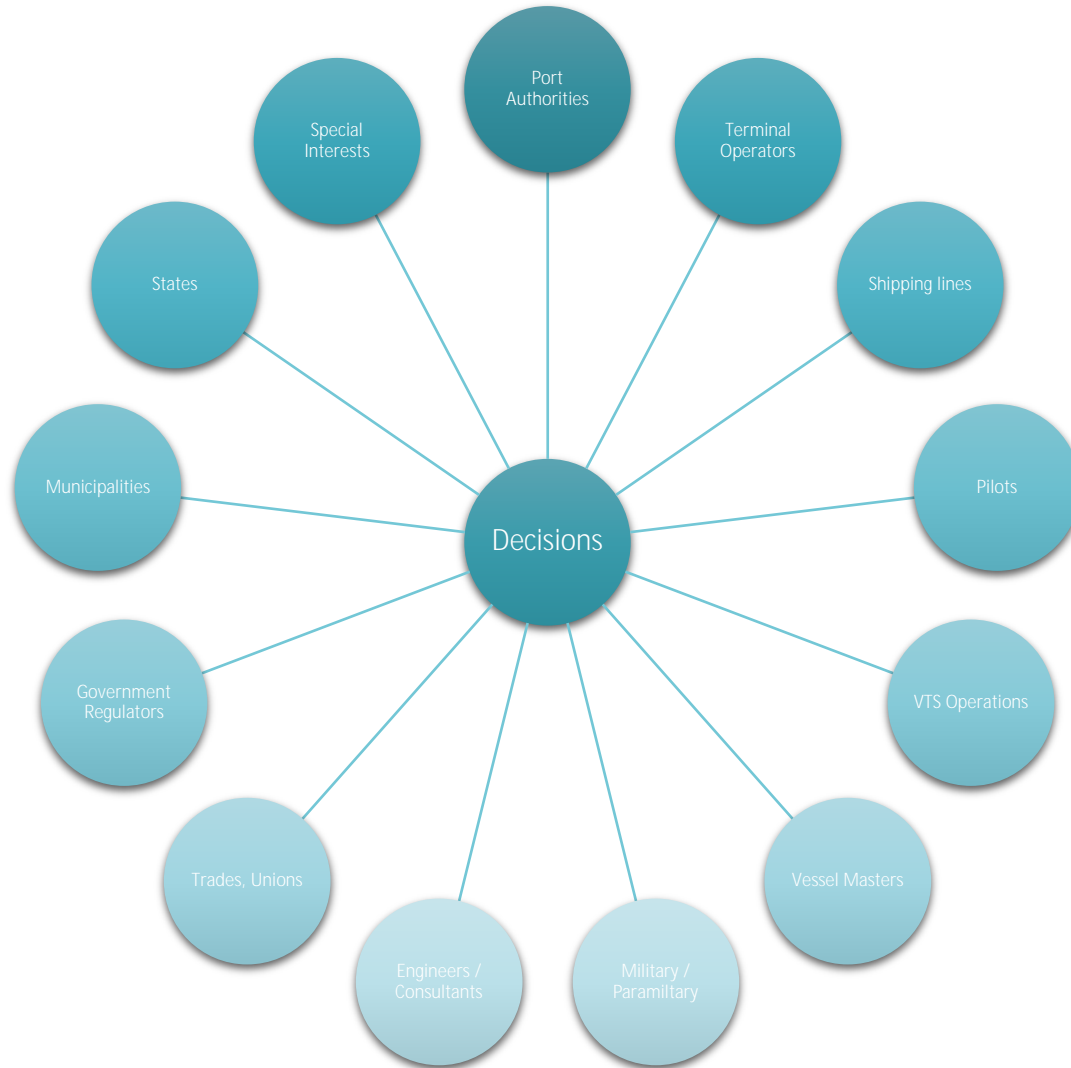 Port
Authorities
Terminal
Operators
Shipping lines
Pilots
VTS Operations
Vessel Masters
Military /
Paramiltary
Engineers /
Consultants
Trades, Unions
Government
Regulators
Municipalities
States
Special
Interests
Decisions